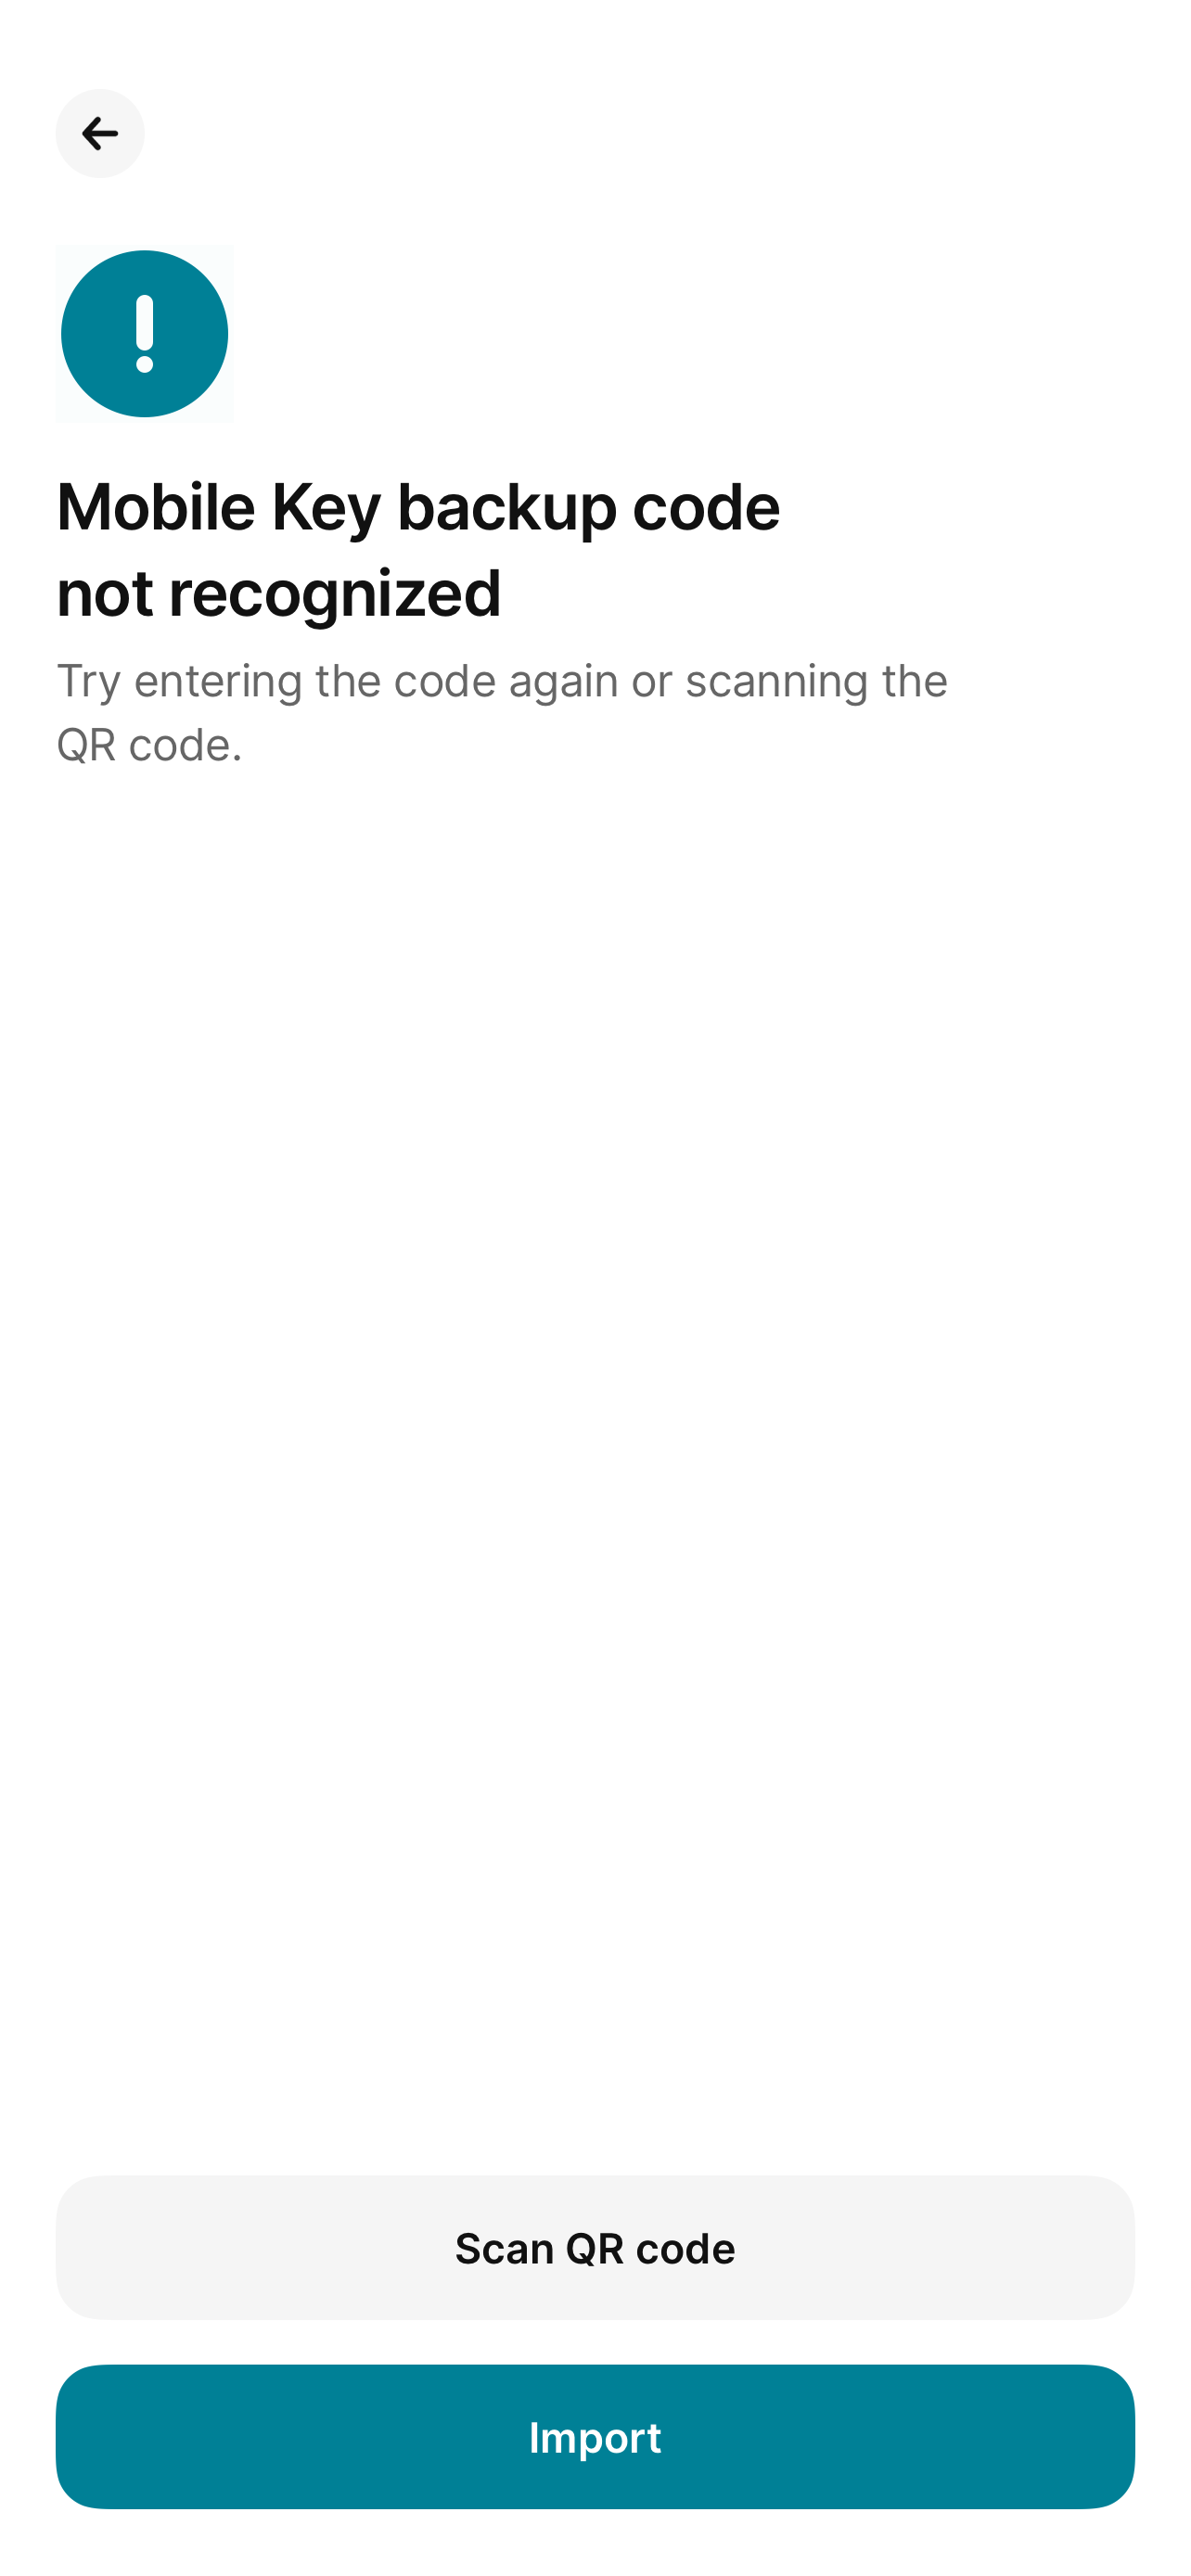 Mobile Key backup code
not recognized
Try entering the code again or scanning the
QR code.
Scan QR code
Import